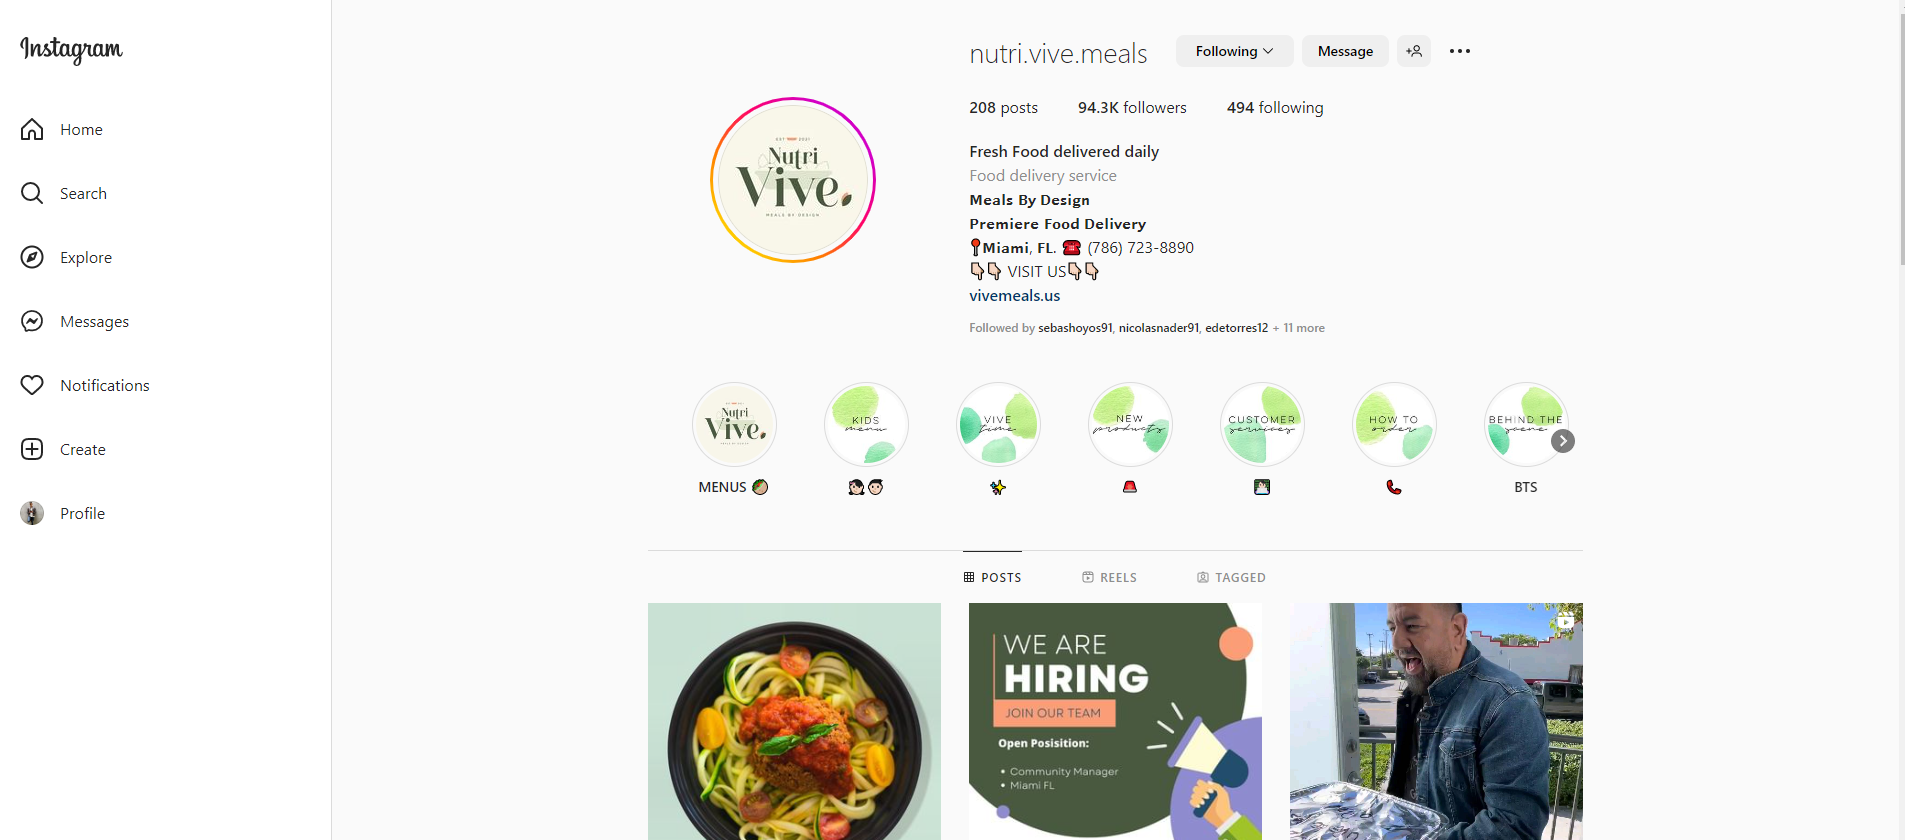 Instagram
Home
Search
Explore
Messages
Notifications
Create
Profile
nutri.vive.meals
Following
Message
208 posts
94.3K followers
494 following
EST 2021
Nutri
Vive
MEALS BY DESIGN
Fresh Food delivered daily
Food delivery service
Meals By Design
Premiere Food Delivery
📍Miami, FL. ☎️ (786) 723-8890
👇🏻👇🏻 VISIT US👇🏻👇🏻
vivemeals.us
Followed by sebashoyos91, nicolasnader91, edetorres12 + 11 more
Nutri
Vive
KIDS
menu
VIVE
time
NEW
products
CUSTOMER
services
HOW TO
order
BEHIND THE
scene
MENUS
BTS
POSTS
REELS
TAGGED
WE ARE
HIRING
JOIN OUR TEAM
Open Posisition:
• Community Manager
• Miami FL